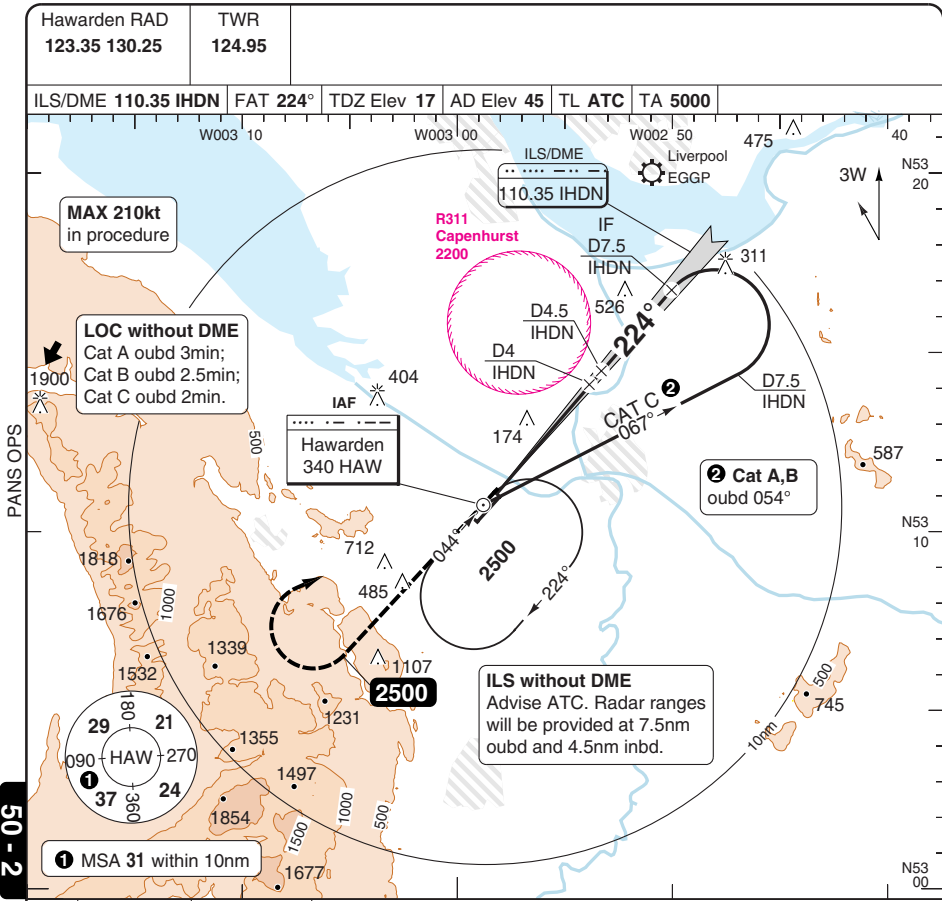 Hawarden RAD
123.35 130.25
TWR
124.95
ILS/DME 110.35 IHDN
FAT 224°
TDZ Elev 17
AD Elev 45
TL ATC
TA 5000
W003 10
W003 00
W002 50
40
475
N53
20
ILS/DME
110.35 IHDN
Liverpool
EGGP
3W
MAX 210kt
in procedure
R311
Capenhurst
2200
IF
D7.5
IHDN
311
526
D4.5
IHDN
224°
D4
IHDN
LOC without DME
Cat A oubd 3min;
Cat B oubd 2.5min;
Cat C oubd 2min.
1900
404
IAF
Hawarden
340 HAW
174
CAT C 2
067°
D7.5
IHDN
500
587
2 Cat A,B
oubd 054°
PANS OPS
N53
10
044°
2500
224°
712
485
1818
1676
1000
1532
1339
1107
2500
1231
ILS without DME
Advise ATC. Radar ranges
will be provided at 7.5nm
oubd and 4.5nm inbd.
500
745
10nm
180
29
21
090
HAW
270
1
37
24
360
1355
1497
1854
1500
1000
500
1677
50 - 2
1 MSA 31 within 10nm
N53
00